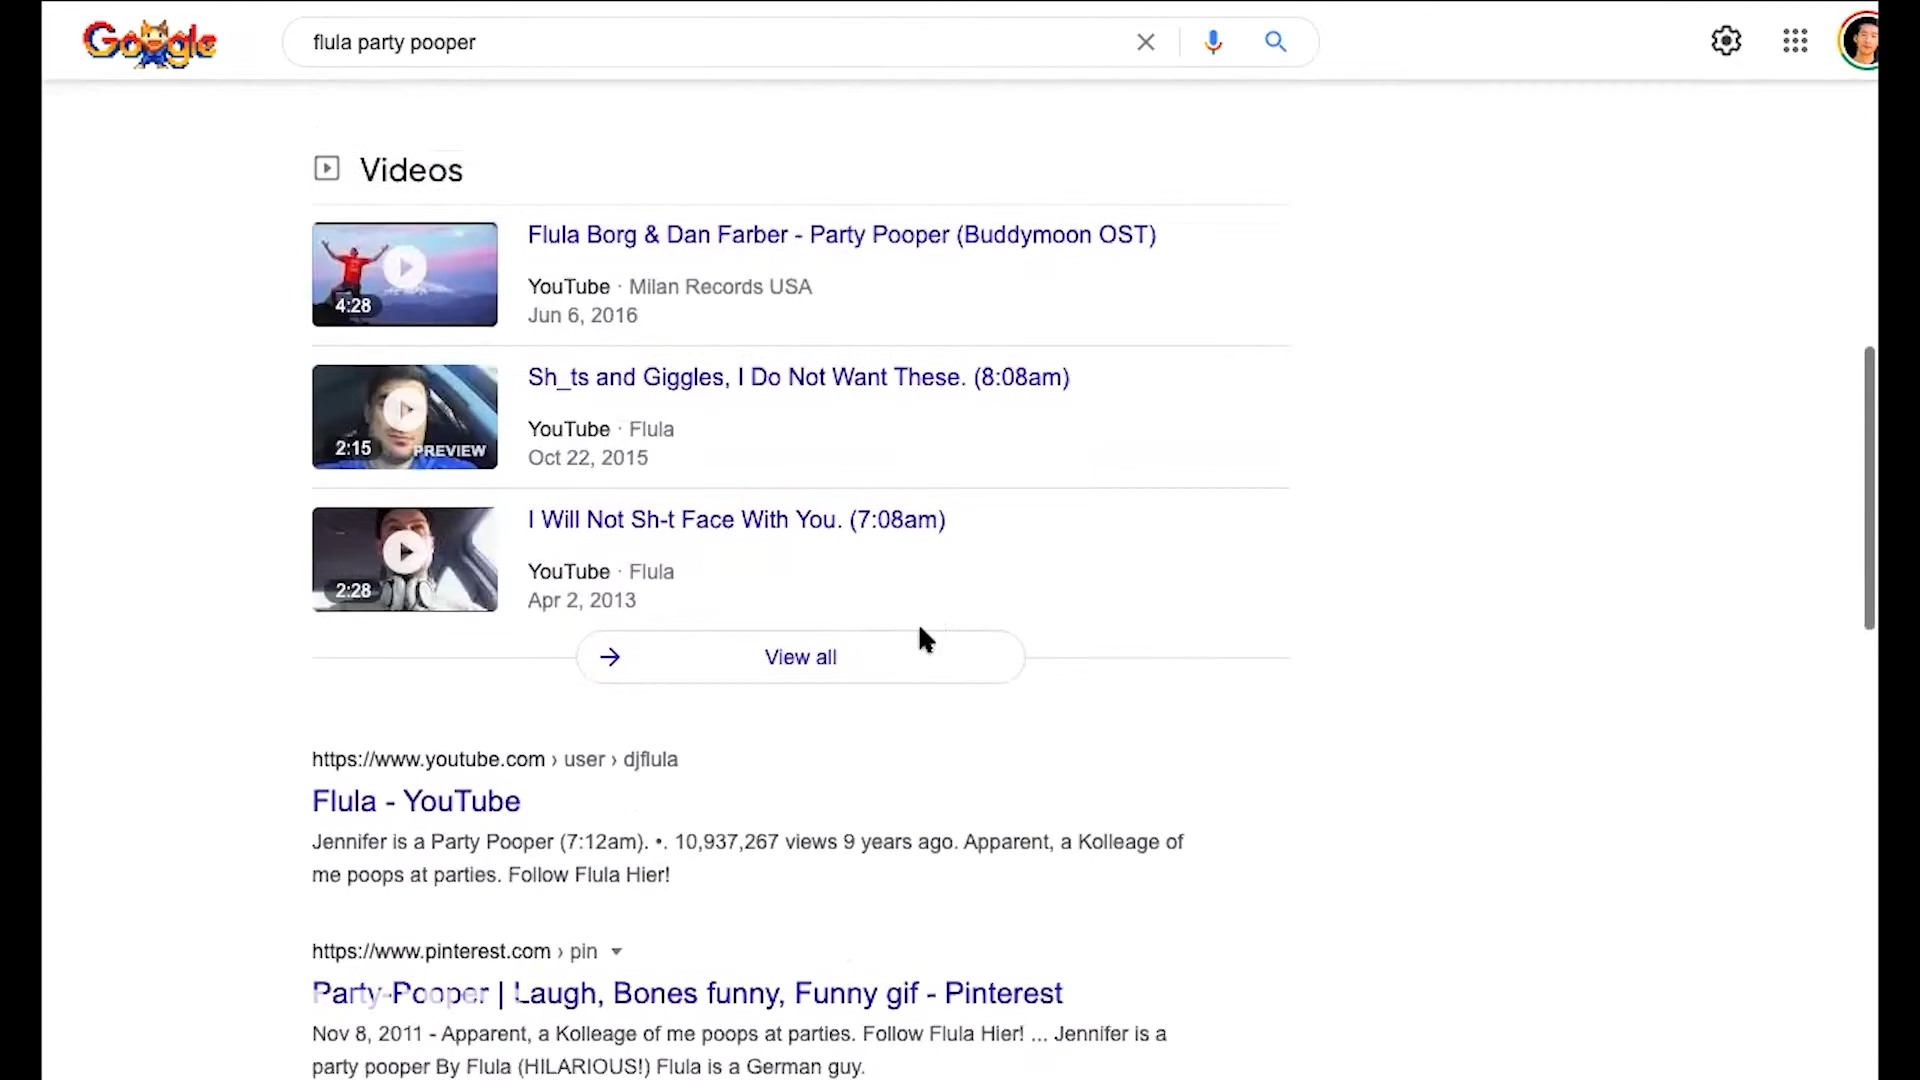 Google
flula party pooper
Videos
Flula Borg & Dan Farber - Party Pooper (Buddymoon OST)
YouTube · Milan Records USA
4:28
Jun 6, 2016
Sh_ts and Giggles, I Do Not Want These. (8:08am)
YouTube · Flula
2:15 PREVIEW
Oct 22, 2015
I Will Not Sh-t Face With You. (7:08am)
YouTube · Flula
2:28
Apr 2, 2013
View all
https://www.youtube.com › user › djflula
Flula - YouTube
Jennifer is a Party Pooper (7:12am). •. 10,937,267 views 9 years ago. Apparent, a Kolleage of
me poops at parties. Follow Flula Hier!
https://www.pinterest.com › pin
Party-Pooper | Laugh, Bones funny, Funny gif - Pinterest
Nov 8, 2011 - Apparent, a Kolleage of me poops at parties. Follow Flula Hier! ... Jennifer is a
party pooper By Flula (HILARIOUS!) Flula is a German guy.